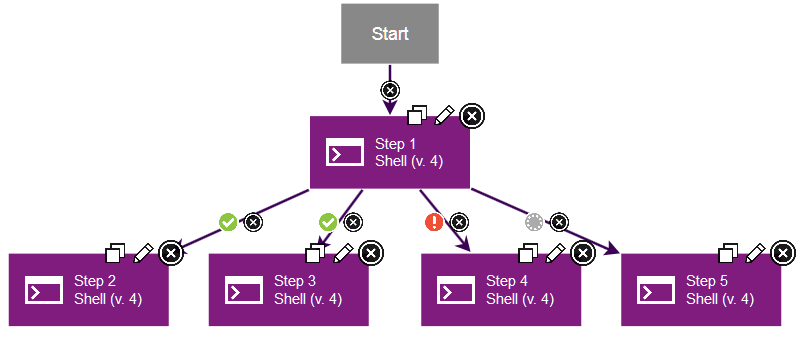 Start
Step 1
Shell (v. 4)
Step 2
Shell (v. 4)
Step 3
Shell (v. 4)
Step 4
Shell (v. 4)
Step 5
Shell (v. 4)